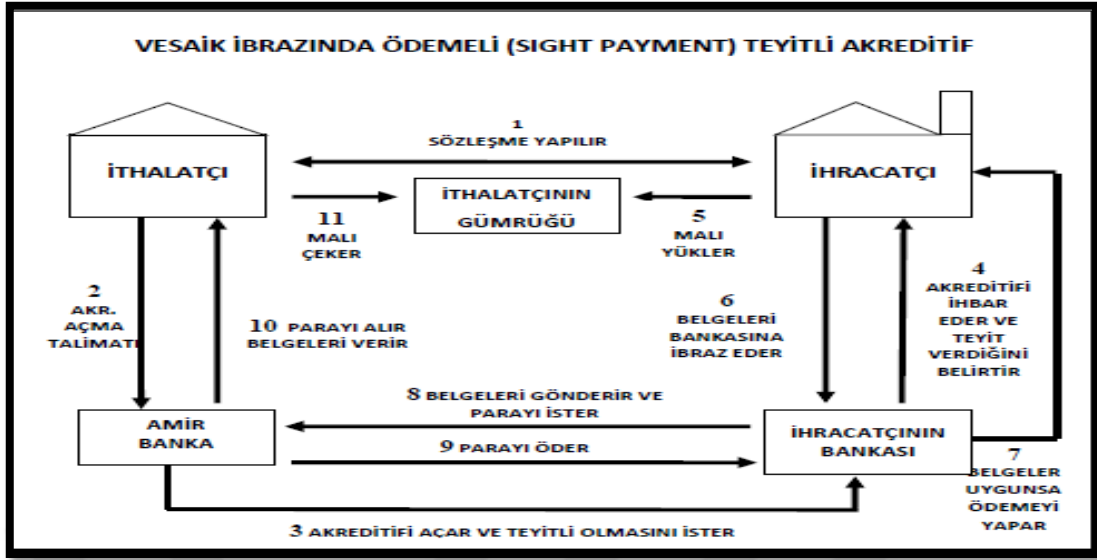 VESAİK İBRAZINDA ÖDEMELİ (SIGHT PAYMENT) TEYİTLİ AKREDİTİF
1
SÖZLEŞME YAPILIR
İTHALATÇI
İHRACATÇI
İTHALATÇININ
GÜMRÜĞÜ
11
MALI
ÇEKER
5
MALI
YÜKLER
2
AKR.
AÇMA
TALİMATI
10 PARAYI ALIR
BELGELERİ VERİR
6
BELGELERİ
BANKASINA
İBRAZ EDER
4
AKREDİTİFİ
İHBAR
EDER VE
TEYİT
VERDİĞİNİ
BELİRTİR
8 BELGELERİ GÖNDERİR VE
PARAYI İSTER
AMİR
BANKA
9 PARAYI ÖDER
İHRACATÇININ
BANKASI
7
BELGELER
UYGUNSA
ÖDEMEYİ
YAPAR
3 AKREDİTİFİ AÇAR VE TEYİTLİ OLMASINI İSTER